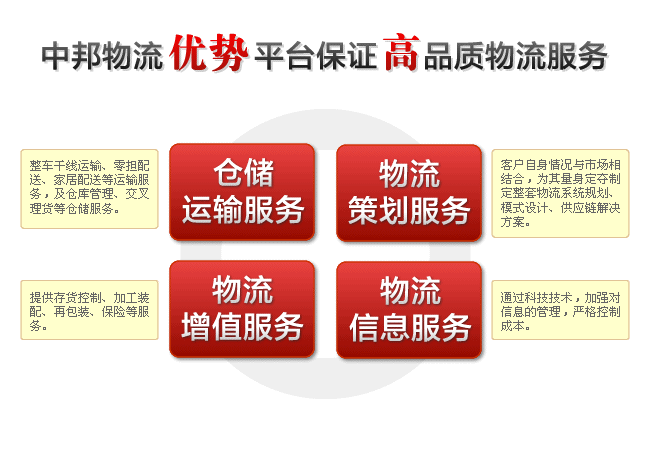 中邦物流优势平台保证高品质物流服务
整车干线运输、零担配
送、家居配送等运输服
务，及仓库管理、交叉
理货等仓储服务。
仓储
运输服务
物流
策划服务
客户自身情况与市场相
结合，为其量身定夺制
定整套物流系统规划、
模式设计、供应链解决
方案。
提供存货控制、加工装
配、再包装、保险等服
务。
物流
增值服务
物流
信息服务
通过科技技术，加强对
信息的管理，严格控制
成本。